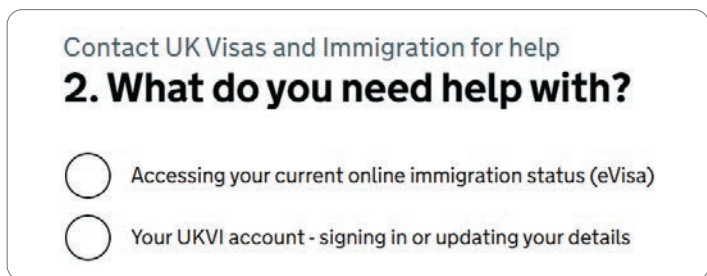 Contact UK Visas and Immigration for help
2. What do you need help with?
Accessing your current online immigration status (eVisa)
Your UKVI account - signing in or updating your details